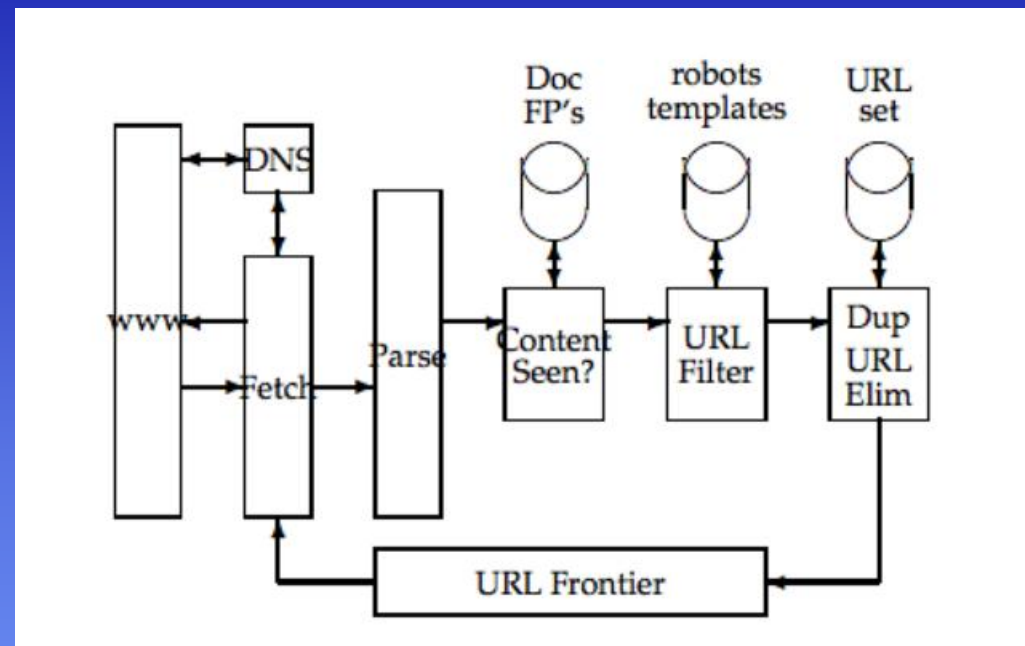 Doc
FP's
robots
templates
URL
set
DNS
www
Fetch
Parse
Content
Seen?
URL
Filter
Dup
URL
Elim
URL Frontier